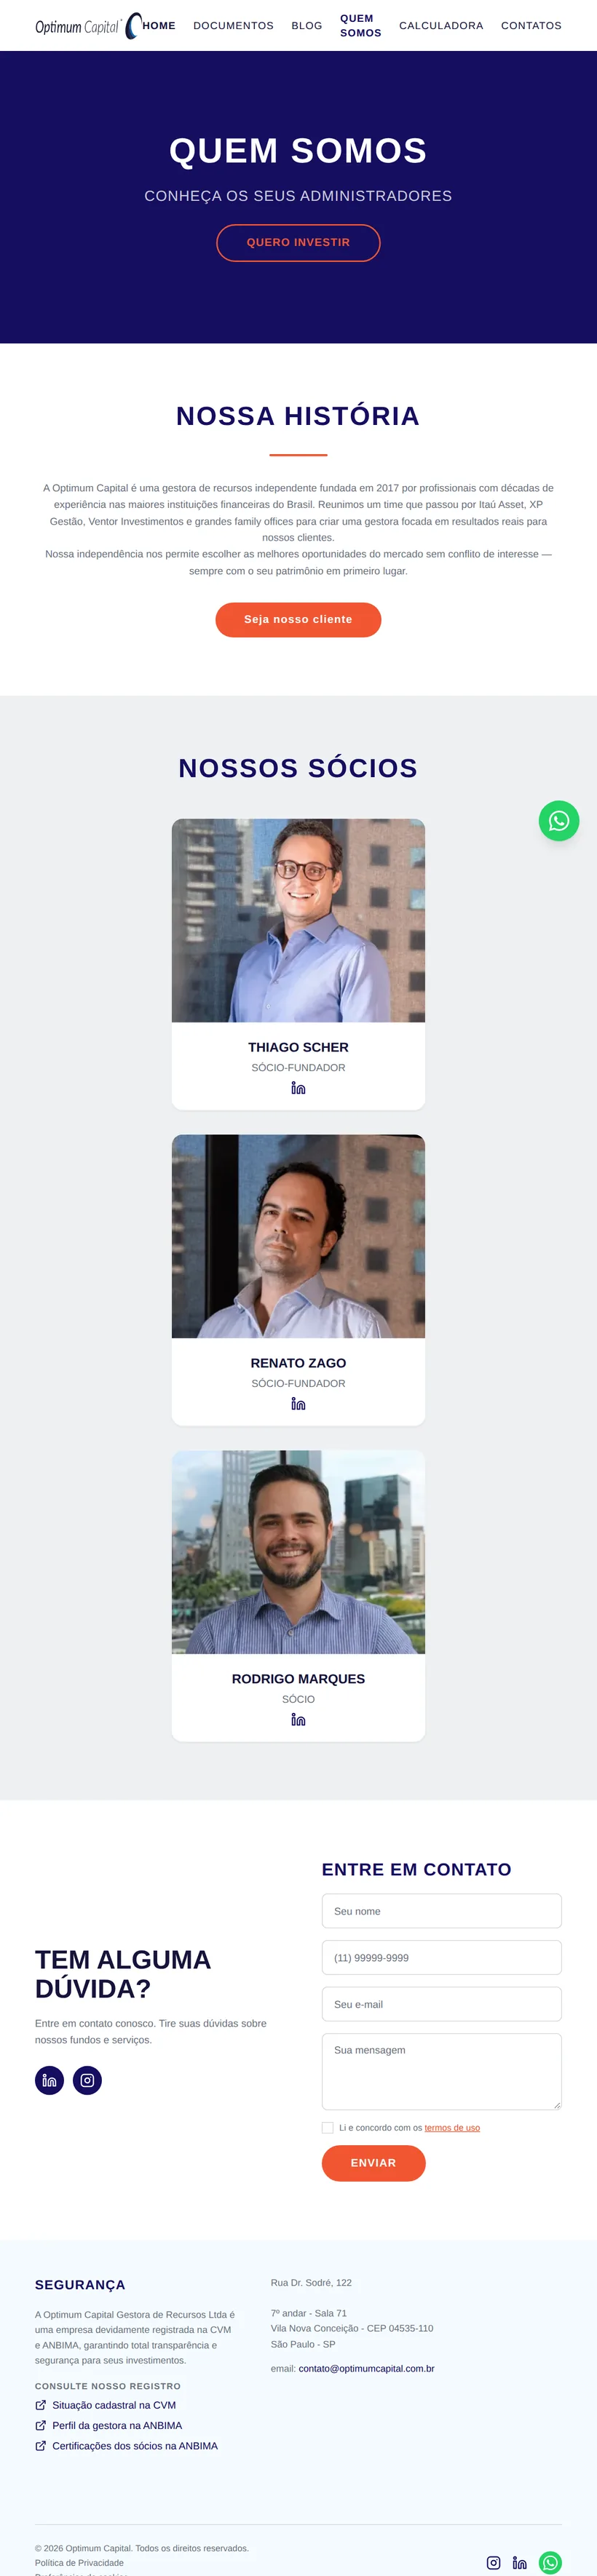 Optimum Capital
HOME DOCUMENTOS BLOG QUEM SOMOS CALCULADORA CONTATOS
QUEM SOMOS
CONHEÇA OS SEUS ADMINISTRADORES
QUERO INVESTIR
NOSSA HISTÓRIA
A Optimum Capital é uma gestora de recursos independente fundada em 2017 por profissionais com décadas de
experiência nas maiores instituições financeiras do Brasil. Reunimos um time que passou por Itaú Asset, XP
Gestão, Ventor Investimentos e grandes family offices para criar uma gestora focada em resultados reais para
nossos clientes.
Nossa independência nos permite escolher as melhores oportunidades do mercado sem conflito de interesse —
sempre com o seu patrimônio em primeiro lugar.
Seja nosso cliente
NOSSOS SÓCIOS
THIAGO SCHER
SÓCIO-FUNDADOR
RENATO ZAGO
SÓCIO-FUNDADOR
RODRIGO MARQUES
SÓCIO
TEM ALGUMA
DÚVIDA?
Entre em contato conosco. Tire suas dúvidas sobre
nossos fundos e serviços.
ENTRE EM CONTATO
Seu nome
(11) 99999-9999
Seu e-mail
Sua mensagem
Li e concordo com os termos de uso
ENVIAR
SEGURANÇA
A Optimum Capital Gestora de Recursos Ltda é
uma empresa devidamente registrada na CVM
e ANBIMA, garantindo total transparência e
segurança para seus investimentos.
CONSULTE NOSSO REGISTRO
Situação cadastral na CVM
Perfil da gestora na ANBIMA
Certificações dos sócios na ANBIMA
Rua Dr. Sodré, 122
7º andar - Sala 71
Vila Nova Conceição - CEP 04535-110
São Paulo - SP
email: contato@optimumcapital.com.br
© 2026 Optimum Capital. Todos os direitos reservados.
Política de Privacidade